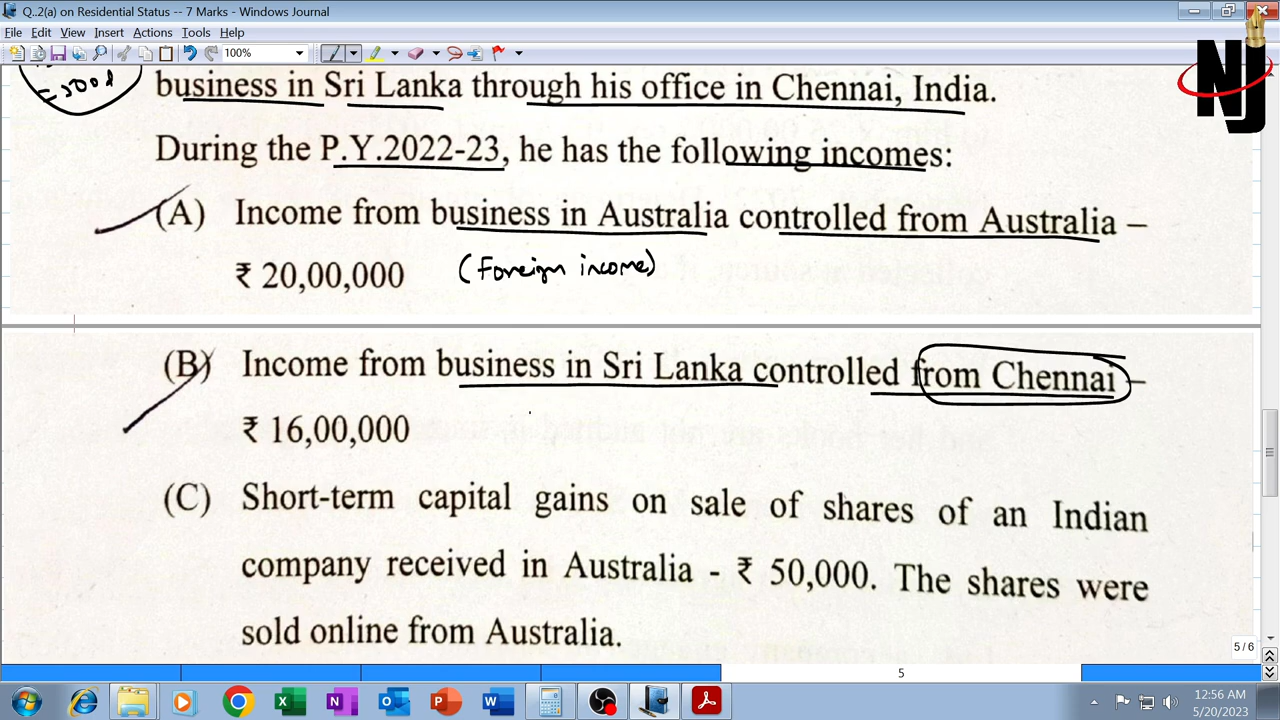 Q..2(a) on Residential Status -- 7 Marks - Windows Journal
File Edit View Insert Actions Tools Help
100%
NJ
= 200d
business in Sri Lanka through his office in Chennai, India.
During the P.Y.2022-23, he has the following incomes:
(A) Income from business in Australia controlled from Australia –
₹ 20,00,000 (Foreign income)
(B) Income from business in Sri Lanka controlled from Chennai –
₹ 16,00,000
(C) Short-term capital gains on sale of shares of an Indian
company received in Australia - ₹ 50,000. The shares were
sold online from Australia.
5 / 6
5
12:56 AM
5/20/2023